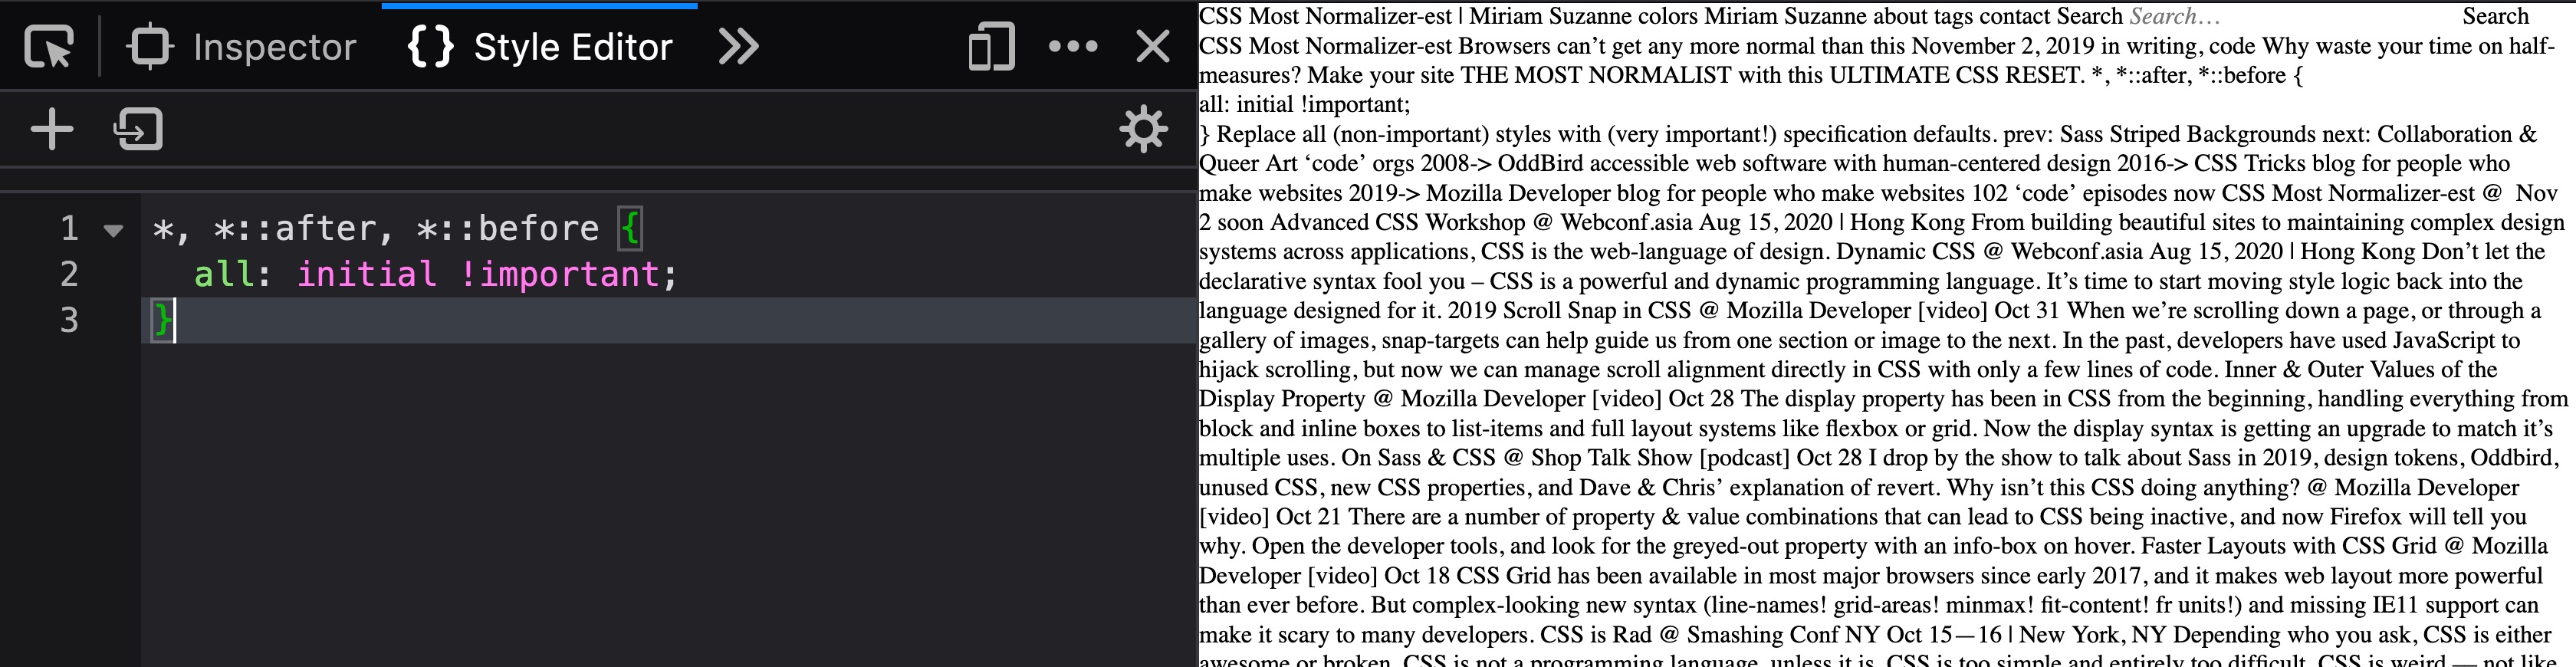 Inspector
{} Style Editor
1 *, *::after, *::before {
2 all: initial !important;
3 }
CSS Most Normalizer-est | Miriam Suzanne colors Miriam Suzanne about tags contact Search Search… Search
CSS Most Normalizer-est Browsers can’t get any more normal than this November 2, 2019 in writing, code Why waste your time on half-
measures? Make your site THE MOST NORMALIST with this ULTIMATE CSS RESET. *, *::after, *::before {
all: initial !important;
} Replace all (non-important) styles with (very important!) specification defaults. prev: Sass Striped Backgrounds next: Collaboration &
Queer Art ‘code’ orgs 2008-> OddBird accessible web software with human-centered design 2016-> CSS Tricks blog for people who
make websites 2019-> Mozilla Developer blog for people who make websites 102 ‘code’ episodes now CSS Most Normalizer-est @ Nov
2 soon Advanced CSS Workshop @ Webconf.asia Aug 15, 2020 | Hong Kong From building beautiful sites to maintaining complex design
systems across applications, CSS is the web-language of design. Dynamic CSS @ Webconf.asia Aug 15, 2020 | Hong Kong Don’t let the
declarative syntax fool you – CSS is a powerful and dynamic programming language. It’s time to start moving style logic back into the
language designed for it. 2019 Scroll Snap in CSS @ Mozilla Developer [video] Oct 31 When we’re scrolling down a page, or through a
gallery of images, snap-targets can help guide us from one section or image to the next. In the past, developers have used JavaScript to
hijack scrolling, but now we can manage scroll alignment directly in CSS with only a few lines of code. Inner & Outer Values of the
Display Property @ Mozilla Developer [video] Oct 28 The display property has been in CSS from the beginning, handling everything from
block and inline boxes to list-items and full layout systems like flexbox or grid. Now the display syntax is getting an upgrade to match it’s
multiple uses. On Sass & CSS @ Shop Talk Show [podcast] Oct 28 I drop by the show to talk about Sass in 2019, design tokens, Oddbird,
unused CSS, new CSS properties, and Dave & Chris’ explanation of revert. Why isn’t this CSS doing anything? @ Mozilla Developer
[video] Oct 21 There are a number of property & value combinations that can lead to CSS being inactive, and now Firefox will tell you
why. Open the developer tools, and look for the greyed-out property with an info-box on hover. Faster Layouts with CSS Grid @ Mozilla
Developer [video] Oct 18 CSS Grid has been available in most major browsers since early 2017, and it makes web layout more powerful
than ever before. But complex-looking new syntax (line-names! grid-areas! minmax! fit-content! fr units!) and missing IE11 support can
make it scary to many developers. CSS is Rad @ Smashing Conf NY Oct 15—16 | New York, NY Depending who you ask, CSS is either
awesome or broken. CSS is not a programming language, unless it is. CSS is too simple and entirely too difficult. CSS is weird — not like